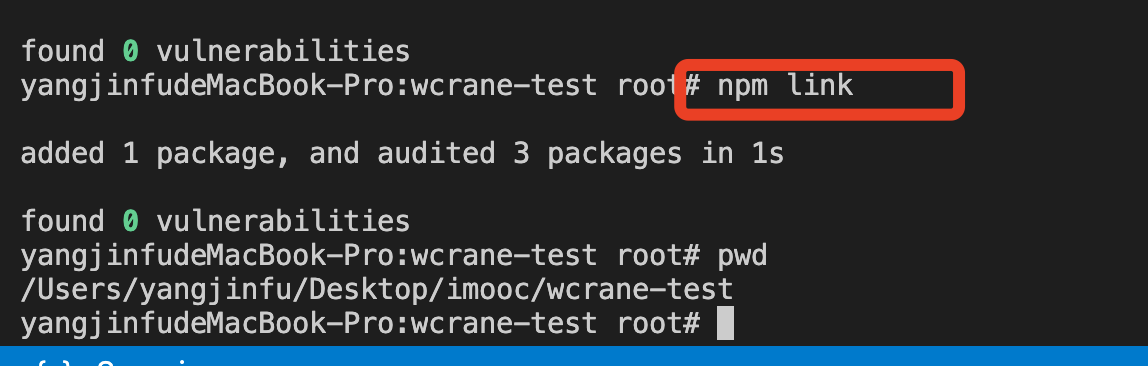 found 0 vulnerabilities
yangjinfudeMacBook-Pro:wcrane-test root# npm link
added 1 package, and audited 3 packages in 1s
found 0 vulnerabilities
yangjinfudeMacBook-Pro:wcrane-test root# pwd
/Users/yangjinfu/Desktop/imooc/wcrane-test
yangjinfudeMacBook-Pro:wcrane-test root#